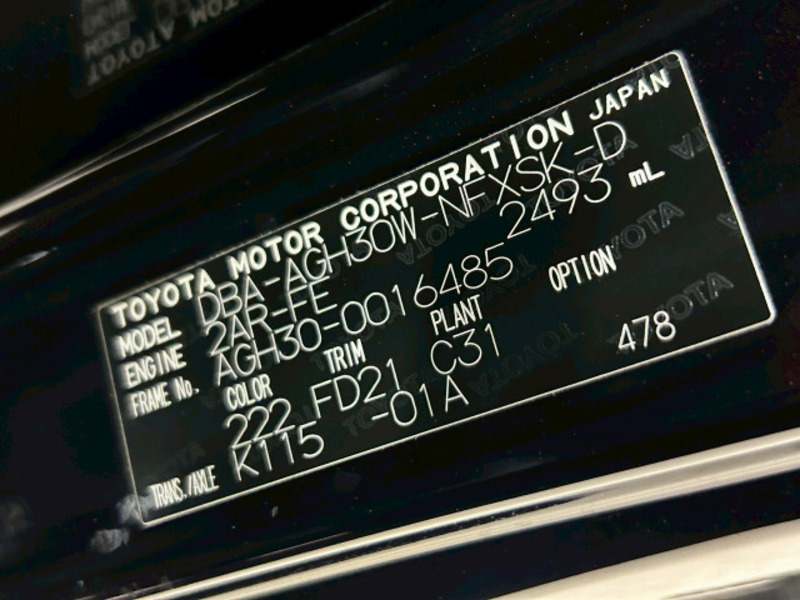 TOYOTA MOTOR CORPORATION JAPAN
MODEL DBA-AGH30W-NFXSK-D
ENGINE 2AR-FE 2493 mL
FRAME No. AGH30-0016485
COLOR TRIM PLANT OPTION
222 FD21 C31 478
TRANS./AXLE K115 -01A